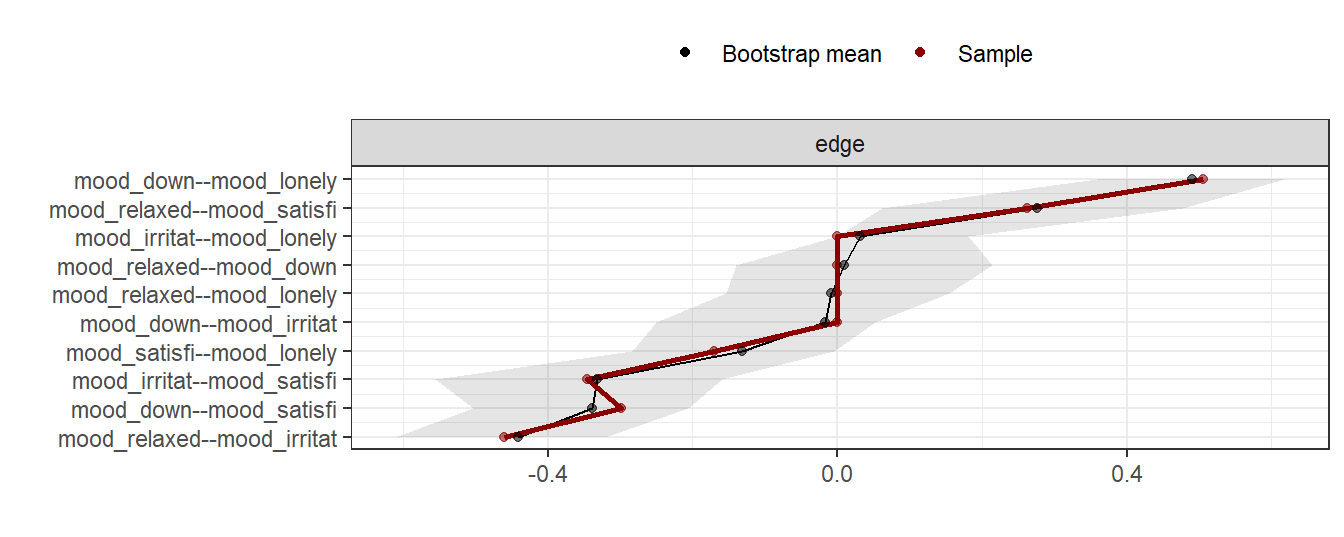 Bootstrap mean Sample
edge
mood_down--mood_lonely
mood_relaxed--mood_satisfi
mood_irritat--mood_lonely
mood_relaxed--mood_down
mood_relaxed--mood_lonely
mood_down--mood_irritat
mood_satisfi--mood_lonely
mood_irritat--mood_satisfi
mood_down--mood_satisfi
mood_relaxed--mood_irritat
-0.4 0.0 0.4